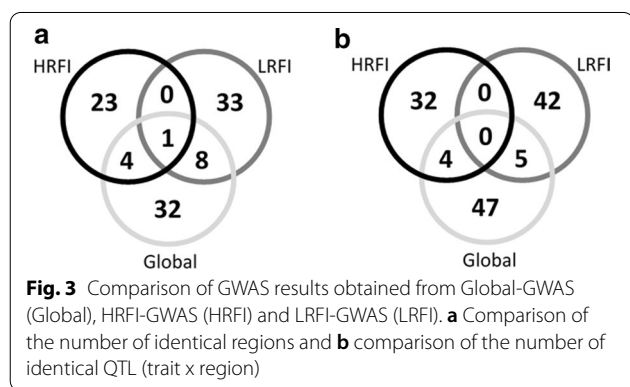 a
b
HRFI
LRFI
HRFI
LRFI
23
0
33
32
0
42
1
0
4
8
4
5
32
47
Global
Global
Fig. 3 Comparison of GWAS results obtained from Global-GWAS
(Global), HRFI-GWAS (HRFI) and LRFI-GWAS (LRFI). a Comparison of
the number of identical regions and b comparison of the number of
identical QTL (trait x region)